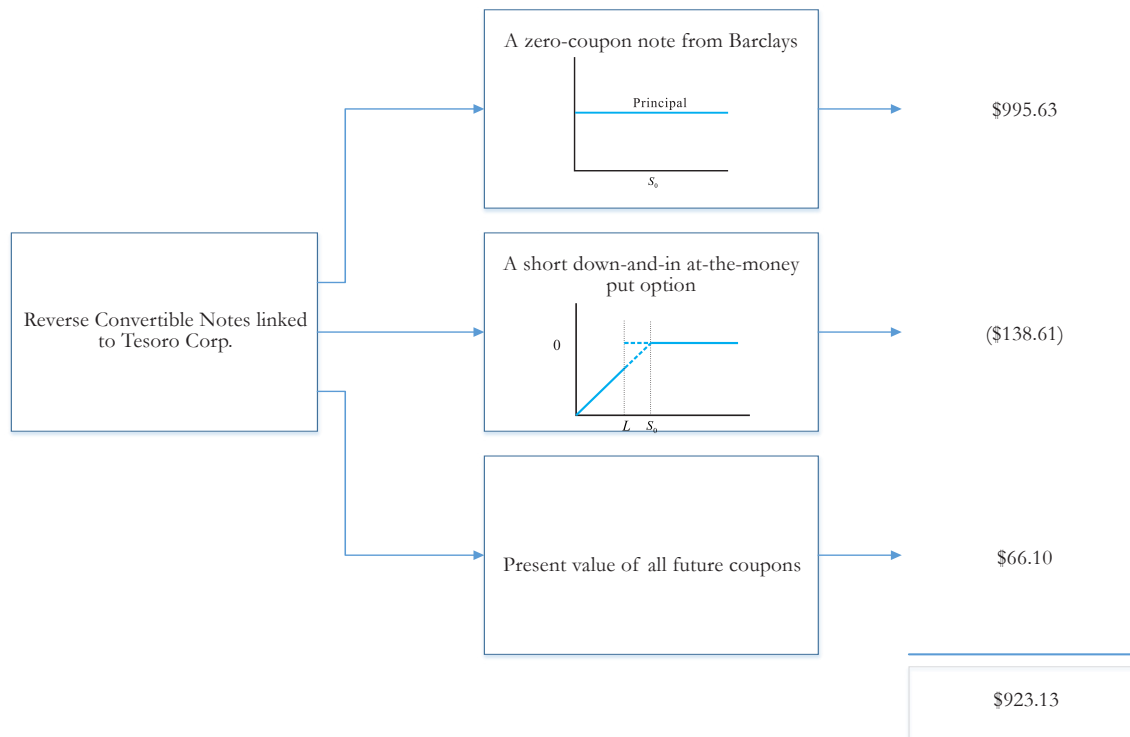 A zero-coupon note from Barclays
Principal
S₀
$995.63
Reverse Convertible Notes linked
to Tesoro Corp.
A short down-and-in at-the-money
put option
0
L S₀
($138.61)
Present value of all future coupons
$66.10
$923.13